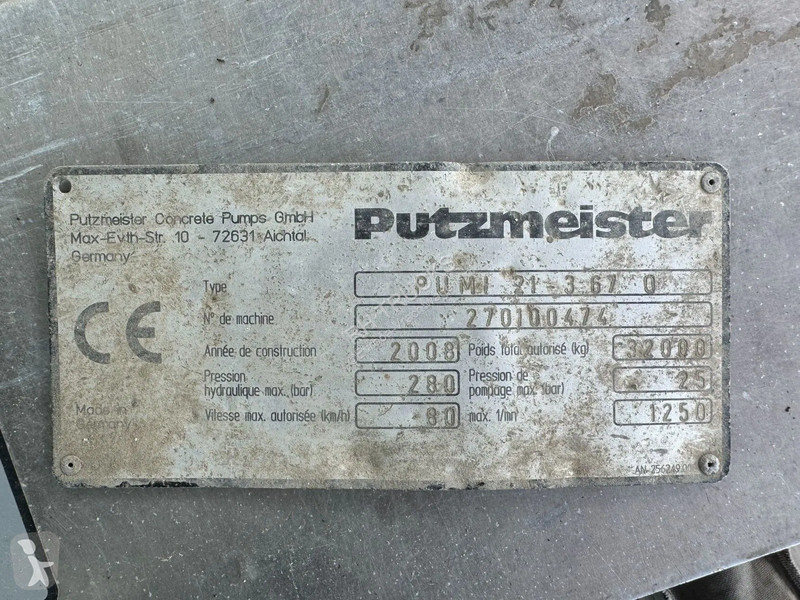 Putzmeister Concrete Pumps GmbH
Max-Eyth-Str. 10 - 72631 Aichtal
Germany
Putzmeister
CE
Type PUMI 21-3.67 Q
N° de machine 270100474
Année de construction 2008 Poids total autorisé (kg) 32000
Pression hydraulique max. (bar) 280 Pression de pompage max. (bar) 25
Vitesse max. autorisée (km/h) 80 max. 1/mn 1250
Made in
Germany